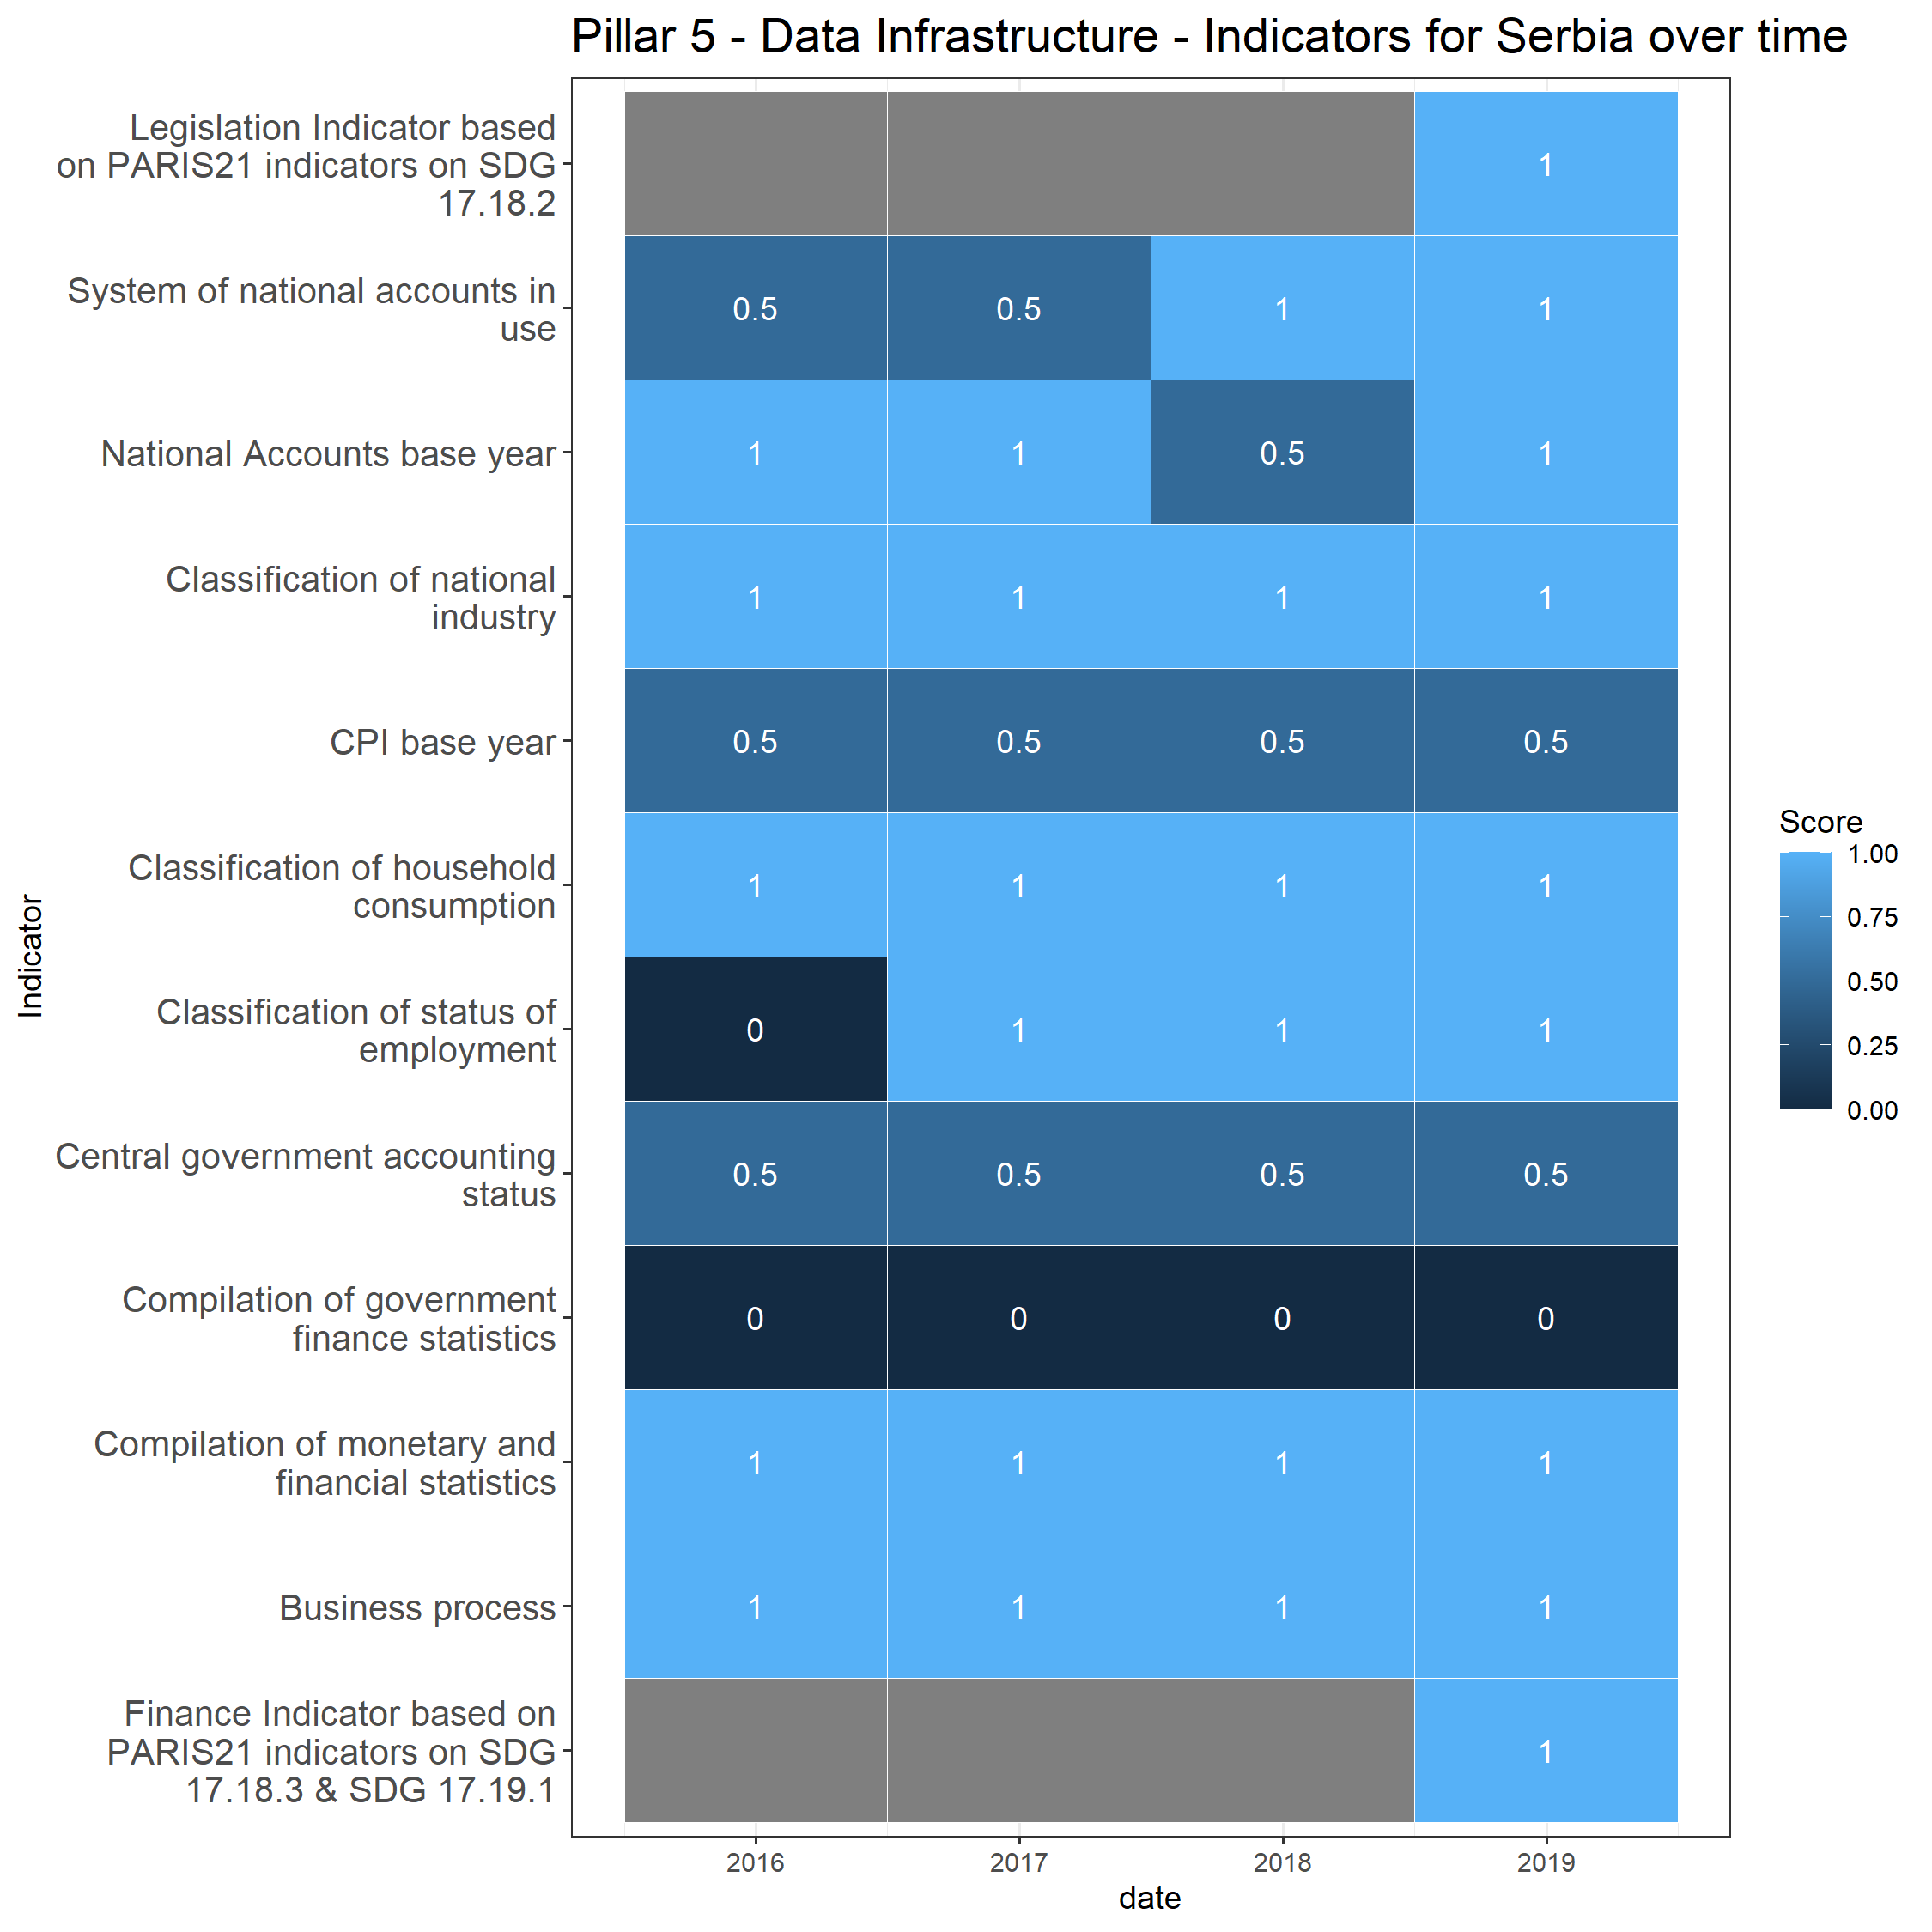 Pillar 5 - Data Infrastructure - Indicators for Serbia over time
Indicator
Legislation Indicator based
on PARIS21 indicators on SDG
17.18.2
1
System of national accounts in
use
0.5 0.5 1 1
National Accounts base year
1 1 0.5 1
Classification of national
industry
1 1 1 1
CPI base year
0.5 0.5 0.5 0.5
Classification of household
consumption
1 1 1 1
Classification of status of
employment
0 1 1 1
Central government accounting
status
0.5 0.5 0.5 0.5
Compilation of government
finance statistics
0 0 0 0
Compilation of monetary and
financial statistics
1 1 1 1
Business process
1 1 1 1
Finance Indicator based on
PARIS21 indicators on SDG
17.18.3 & SDG 17.19.1
1
2016 2017 2018 2019
date
Score
1.00
0.75
0.50
0.25
0.00